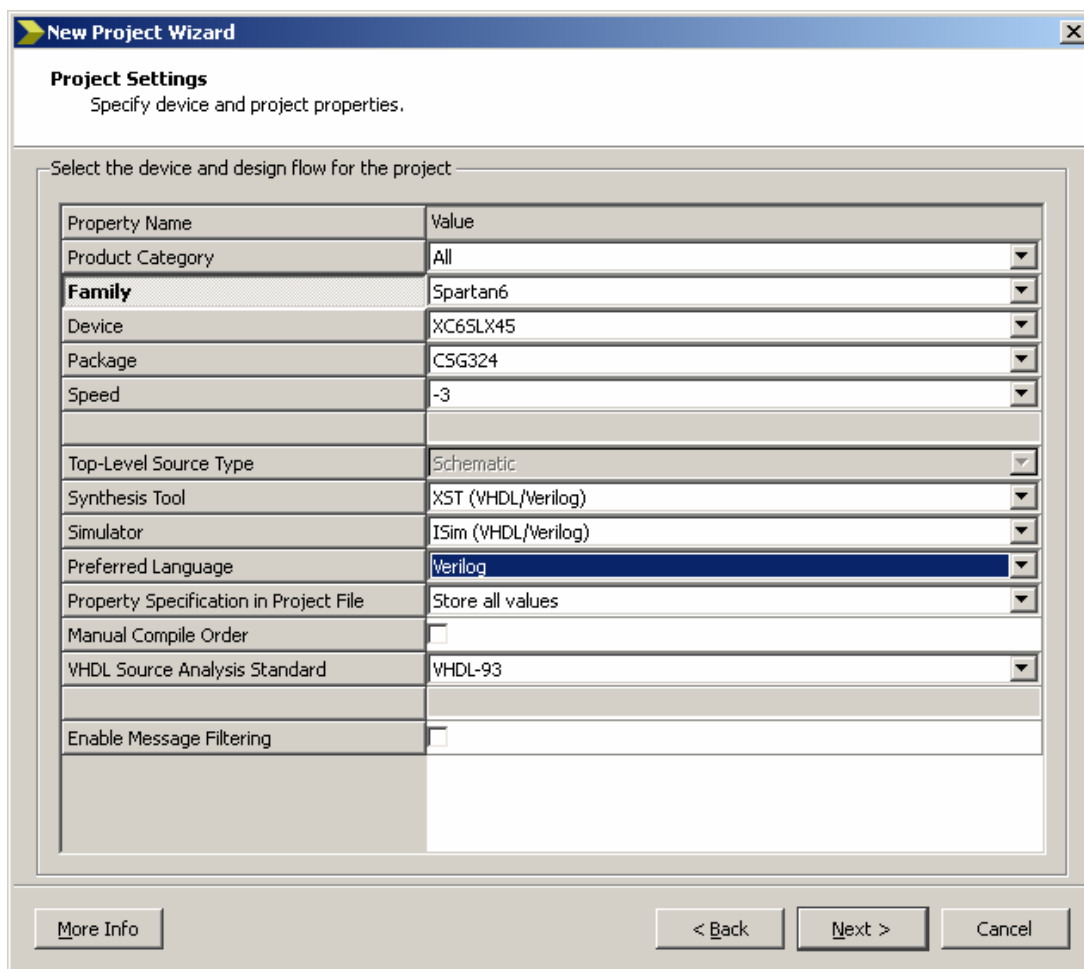 New Project Wizard
Project Settings
Specify device and project properties.
Select the device and design flow for the project
Property Name Value
Product Category All
Family Spartan6
Device XC6SLX45
Package CSG324
Speed -3
Top-Level Source Type Schematic
Synthesis Tool XST (VHDL/Verilog)
Simulator ISim (VHDL/Verilog)
Preferred Language Verilog
Property Specification in Project File Store all values
Manual Compile Order
VHDL Source Analysis Standard VHDL-93
Enable Message Filtering
More Info < Back Next > Cancel